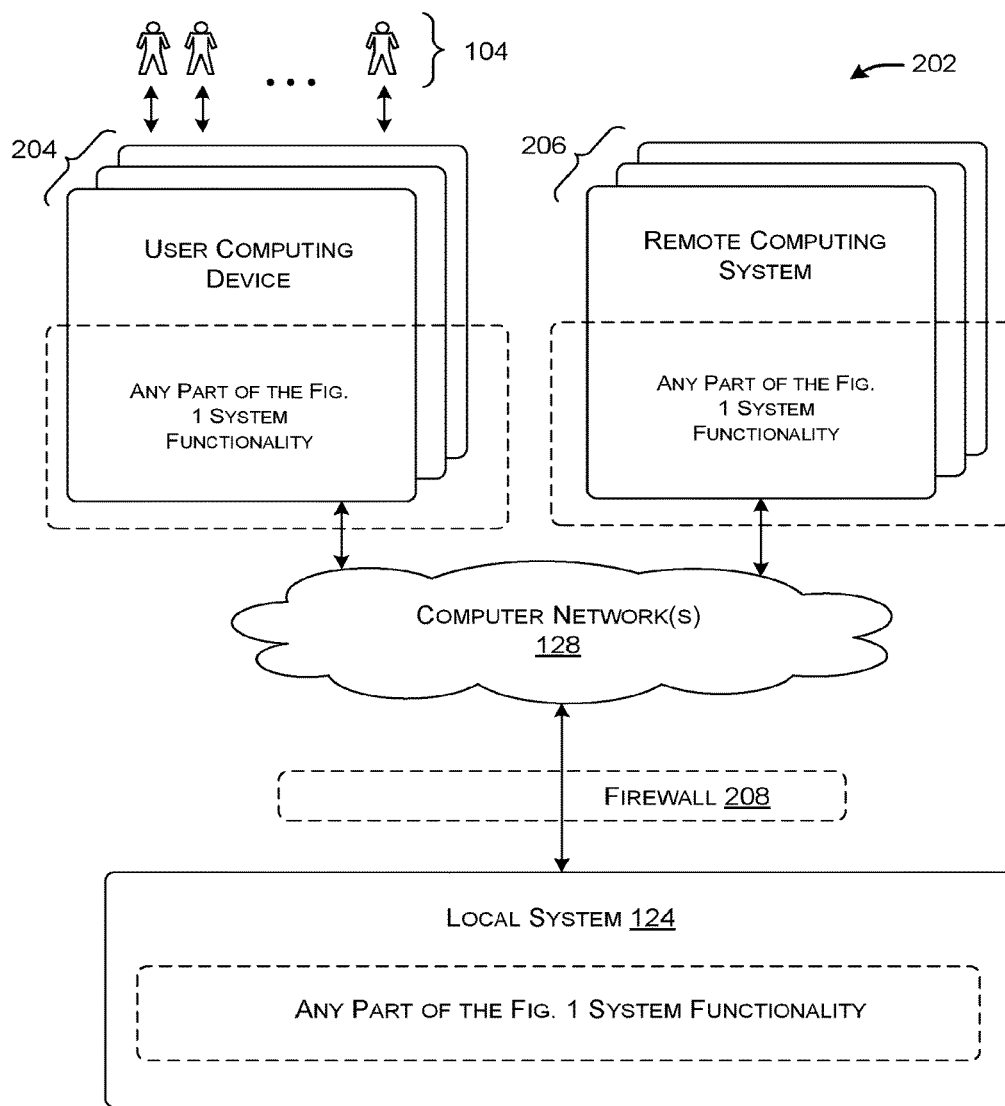 104
202
204
206
USER COMPUTING
DEVICE
REMOTE COMPUTING
SYSTEM
ANY PART OF THE FIG.
1 SYSTEM
FUNCTIONALITY
ANY PART OF THE FIG.
1 SYSTEM
FUNCTIONALITY
COMPUTER NETWORK(S)
128
FIREWALL 208
LOCAL SYSTEM 124
ANY PART OF THE FIG. 1 SYSTEM FUNCTIONALITY